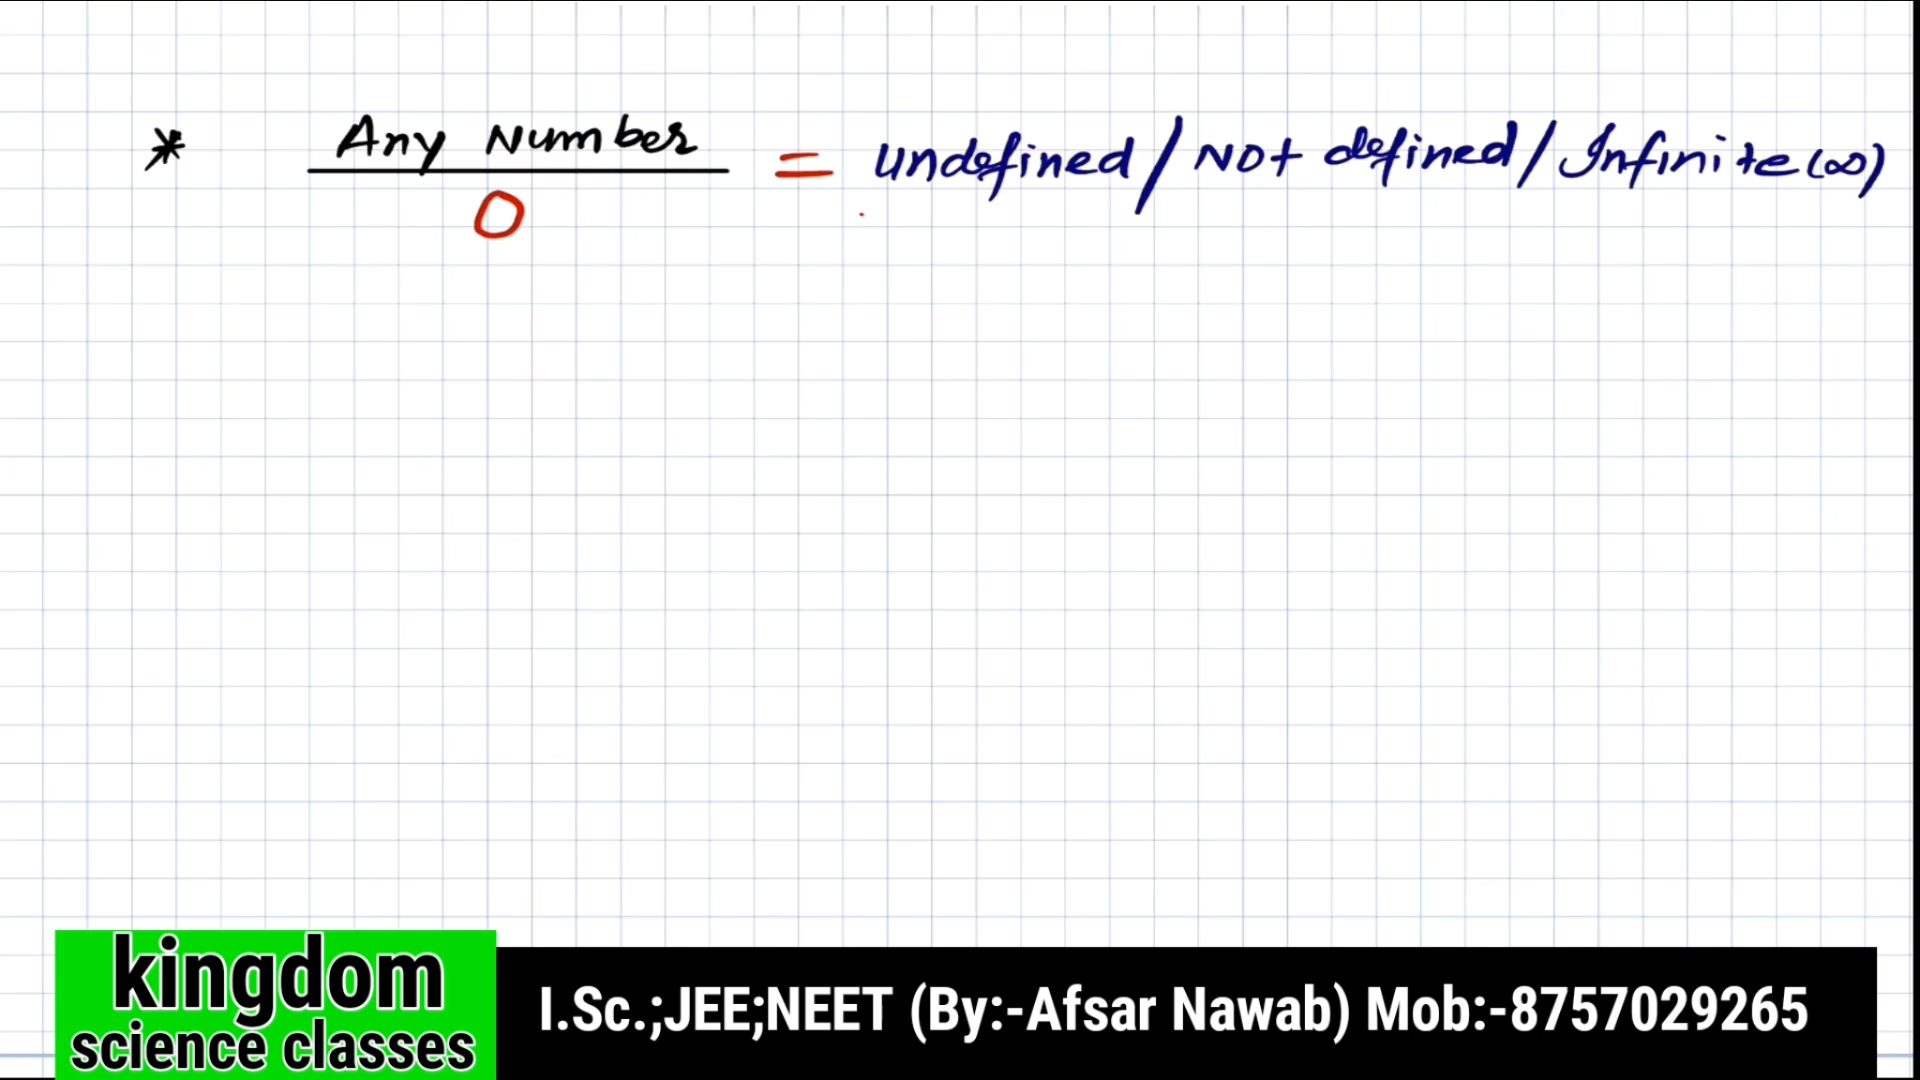 * Any Number = undefined / Not defined / Infinite (∞)
0
kingdom
science classes
I.Sc.;JEE;NEET (By:-Afsar Nawab) Mob:-8757029265